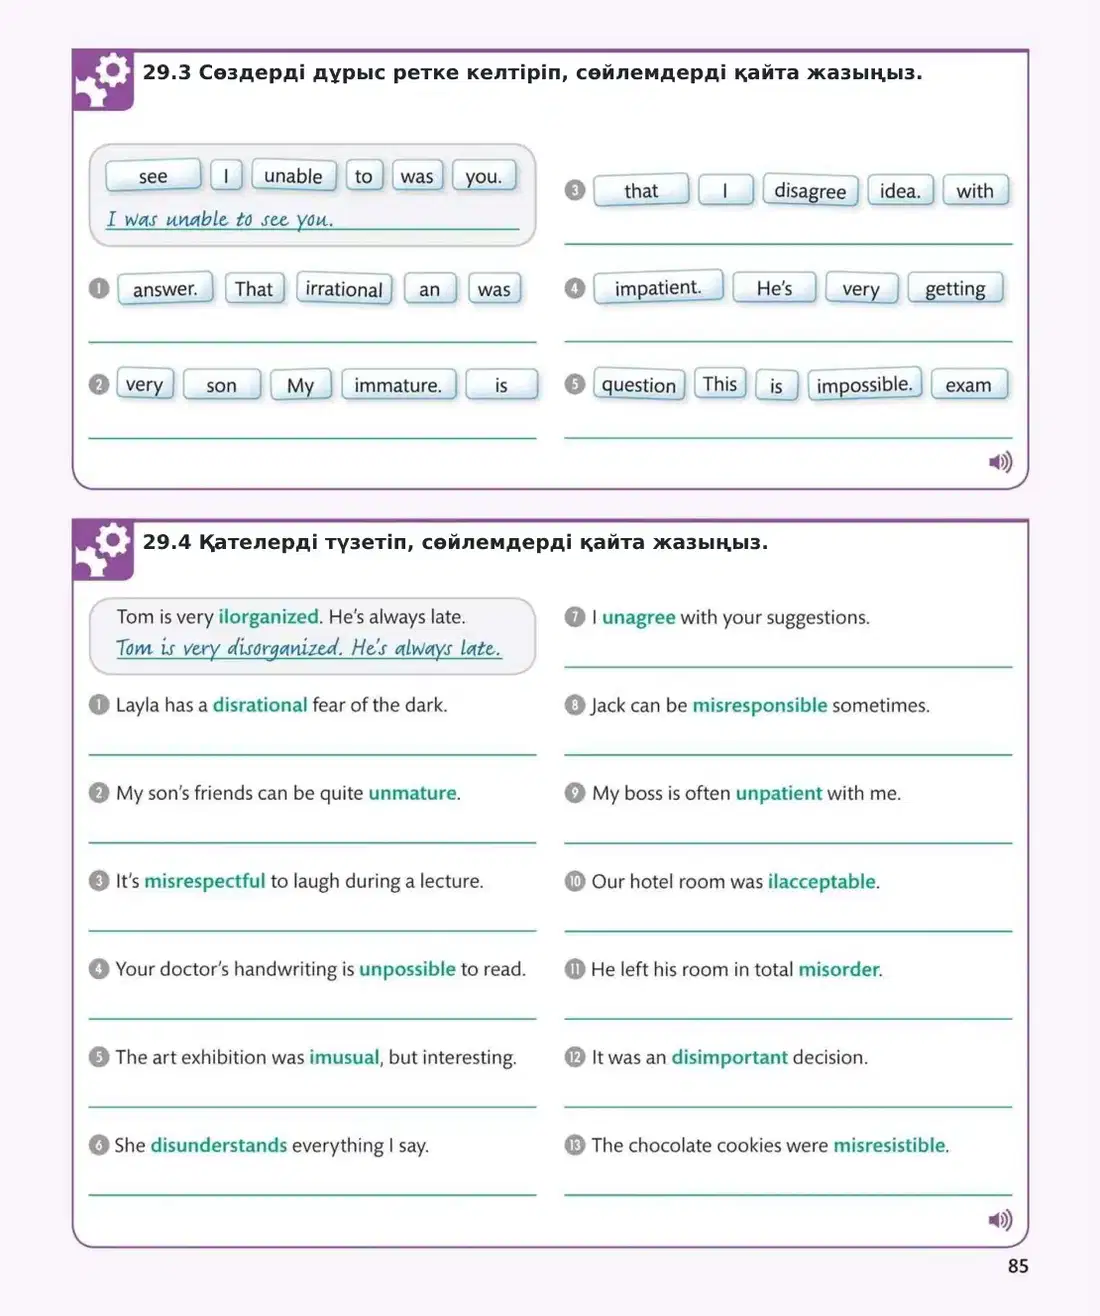 29.3 Сөздерді дұрыс ретке келтіріп, сөйлемдерді қайта жазыңыз.
see I unable to was you.
I was unable to see you.
1 answer. That irrational an was
2 very son My immature. is
3 that I disagree idea. with
4 impatient. He's very getting
5 question This is impossible. exam
29.4 Қателерді түзетіп, сөйлемдерді қайта жазыңыз.
Tom is very ilorganized. He's always late.
Tom is very disorganized. He's always late.
1 Layla has a disrational fear of the dark.
2 My son's friends can be quite unmature.
3 It's misrespectful to laugh during a lecture.
4 Your doctor's handwriting is unpossible to read.
5 The art exhibition was imusual, but interesting.
6 She disunderstands everything I say.
7 I unagree with your suggestions.
8 Jack can be misresponsible sometimes.
9 My boss is often unpatient with me.
10 Our hotel room was ilacceptable.
11 He left his room in total misorder.
12 It was an disimportant decision.
13 The chocolate cookies were misresistible.
85